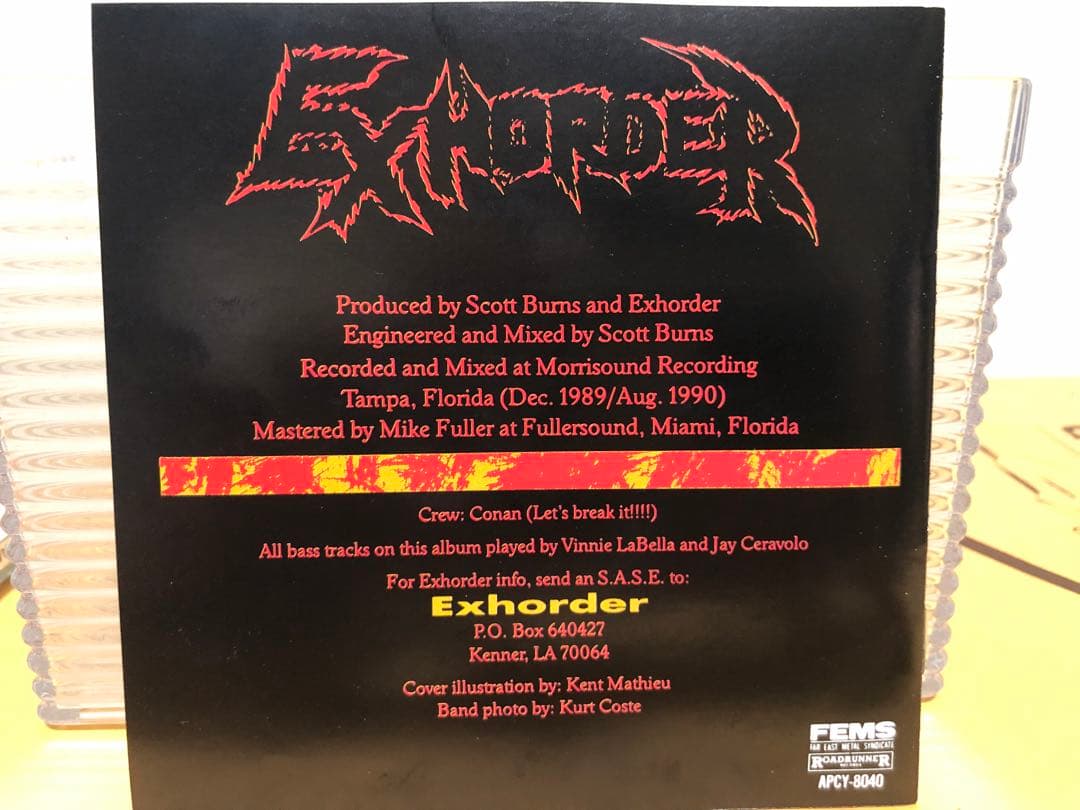 EXHORDER
Produced by Scott Burns and Exhorder
Engineered and Mixed by Scott Burns
Recorded and Mixed at Morrisound Recording
Tampa, Florida (Dec. 1989/Aug. 1990)
Mastered by Mike Fuller at Fullersound, Miami, Florida
Crew: Conan (Let's break it!!!!)
All bass tracks on this album played by Vinnie LaBella and Jay Ceravolo
For Exhorder info, send an S.A.S.E. to:
Exhorder
P.O. Box 640427
Kenner, LA 70064
Cover illustration by: Kent Mathieu
Band photo by: Kurt Coste
FEMS
FAR EAST METAL SYNDICATE
ROADRUNNER
RECORDS
APCY-8040